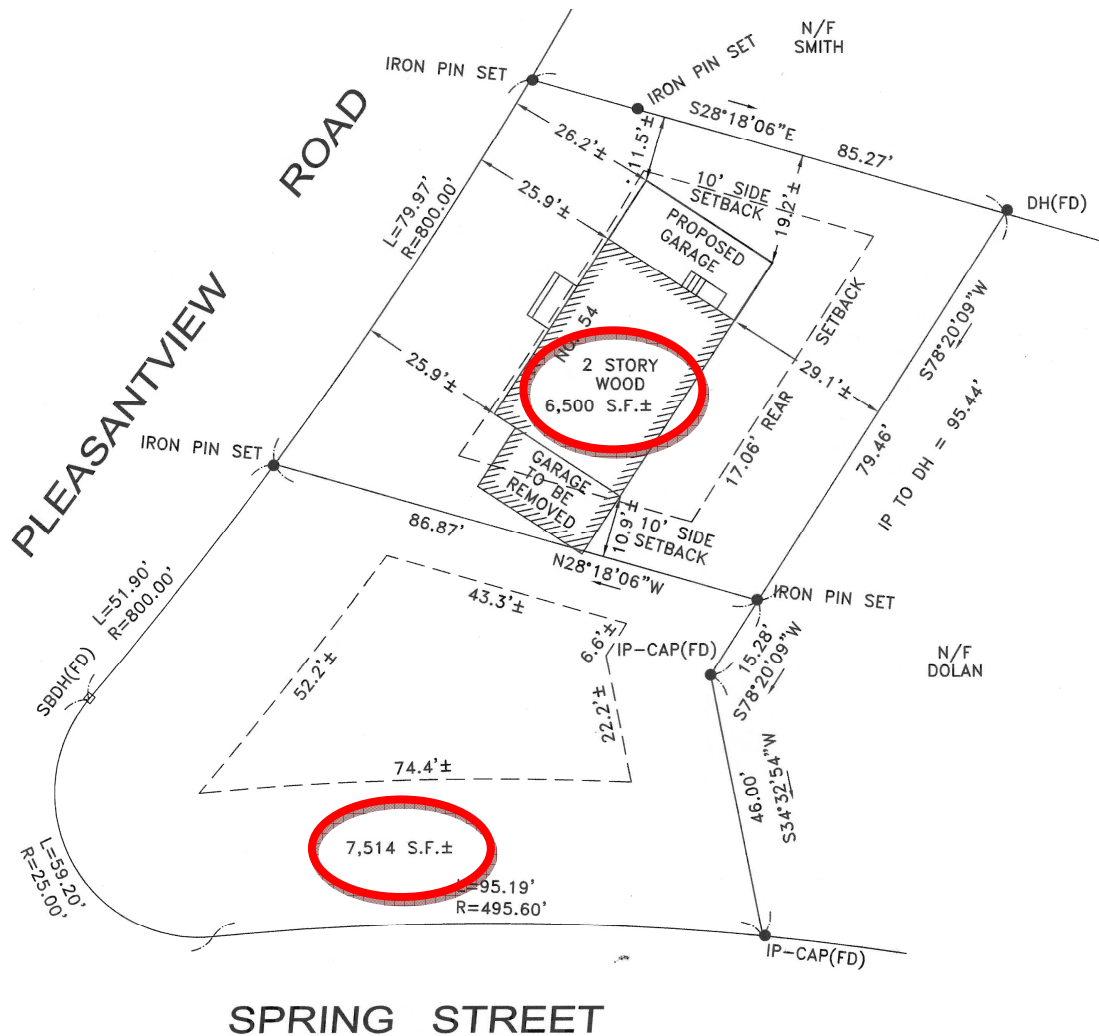 N/F
SMITH
IRON PIN SET
IRON PIN SET
S28°18'06"E
85.27'
DH(FD)
PLEASANTVIEW ROAD
L=79.97'
R=800.00'
26.2'±
11.5'±
25.9'±
10' SIDE
SETBACK
19.2'±
PROPOSED
GARAGE
SETBACK
17.06' REAR
S78°20'09"W
79.46'
IP TO DH = 95.44'
29.1'±
54
2 STORY
WOOD
6,500 S.F.±
25.9'±
IRON PIN SET
GARAGE
TO BE
REMOVED
10.9'±
10' SIDE
SETBACK
86.87'
N28°18'06"W
IRON PIN SET
L=51.90'
R=800.00'
SBDH(FD)
43.3'±
6.6'±
IP-CAP(FD)
15.28'
S78°20'09"W
N/F
DOLAN
52.2'±
22.2'±
74.4'±
46.00'
S34°32'54"W
7,514 S.F.±
L=59.20'
R=25.00'
L=95.19'
R=495.60'
IP-CAP(FD)
SPRING STREET